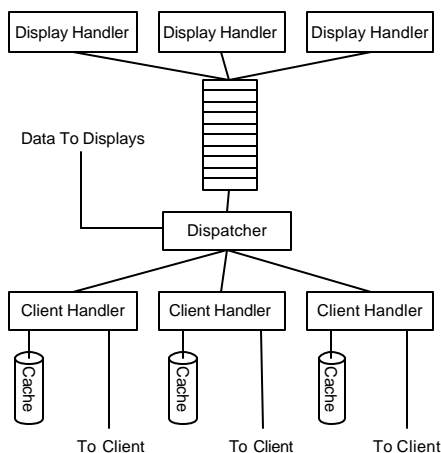 Display Handler
Display Handler
Display Handler
Data To Displays
Dispatcher
Client Handler
Client Handler
Client Handler
Cache
Cache
Cache
To Client
To Client
To Client